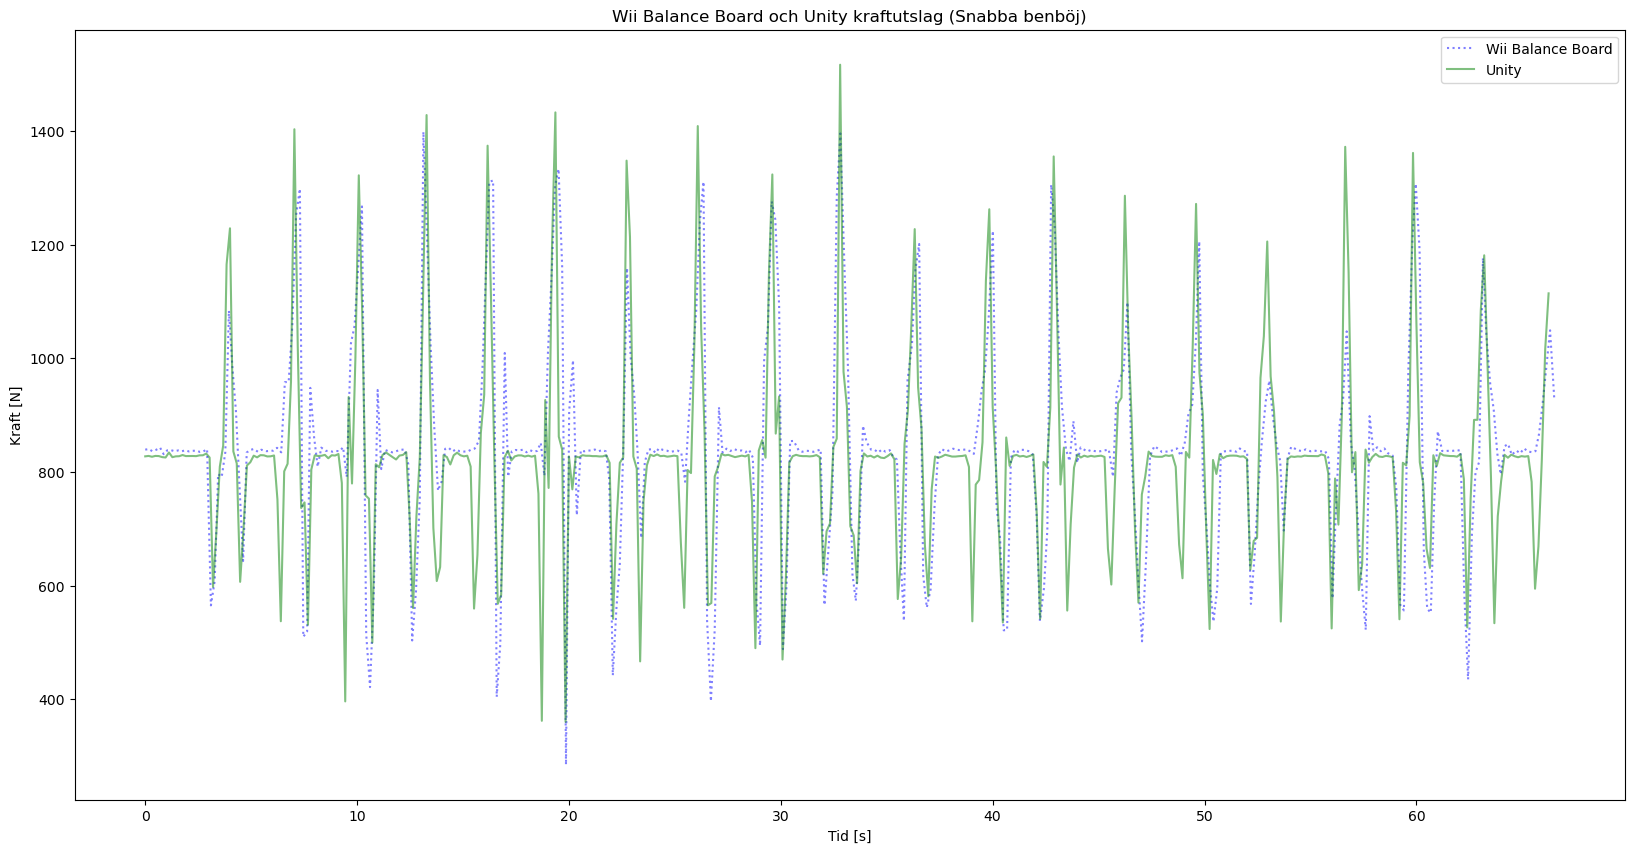 Wii Balance Board och Unity kraftutslag (Snabba benböj)
Wii Balance Board
Unity
Kraft [N]
1400
1200
1000
800
600
400
0 10 20 30 40 50 60
Tid [s]